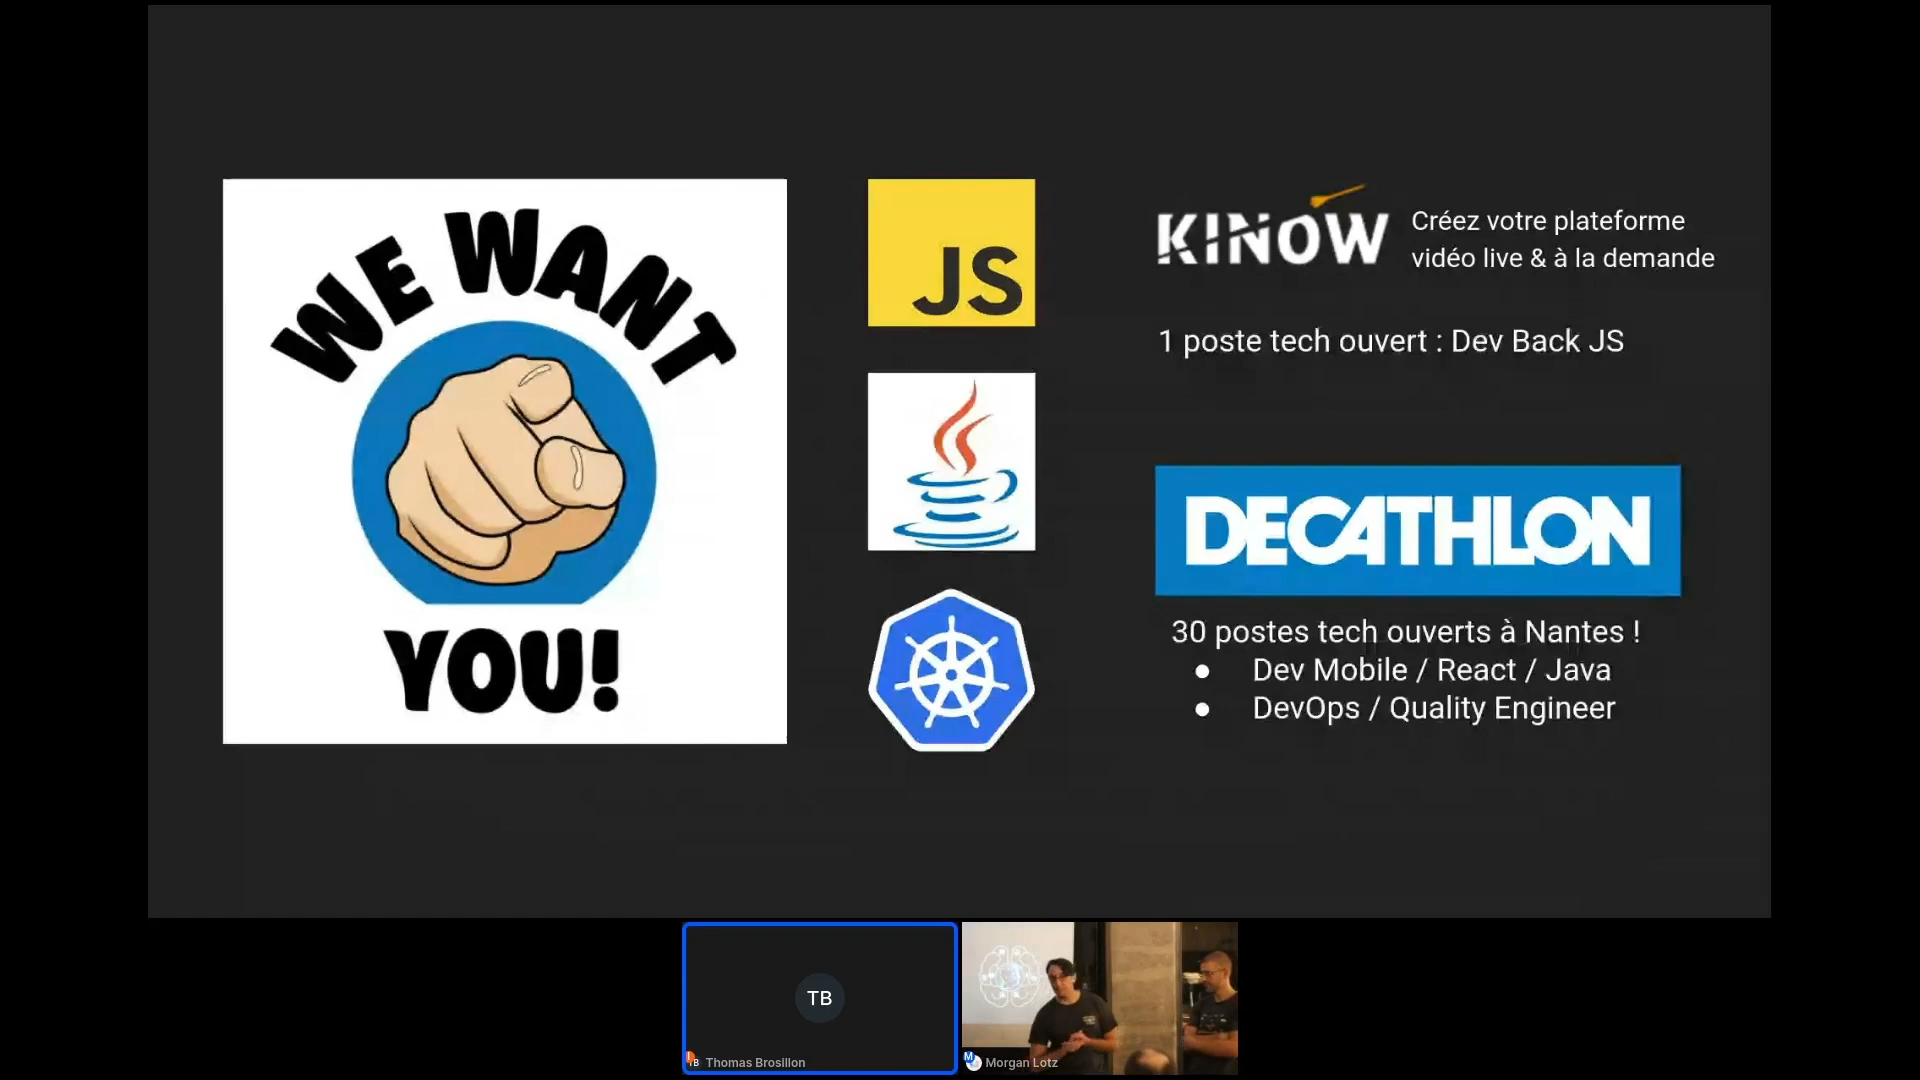 WE WANT
YOU!
JS
KINOW
Créez votre plateforme
vidéo live & à la demande
1 poste tech ouvert : Dev Back JS
DECATHLON
30 postes tech ouverts à Nantes !
● Dev Mobile / React / Java
● DevOps / Quality Engineer
TB
TB Thomas Brosillon
M Morgan Lotz